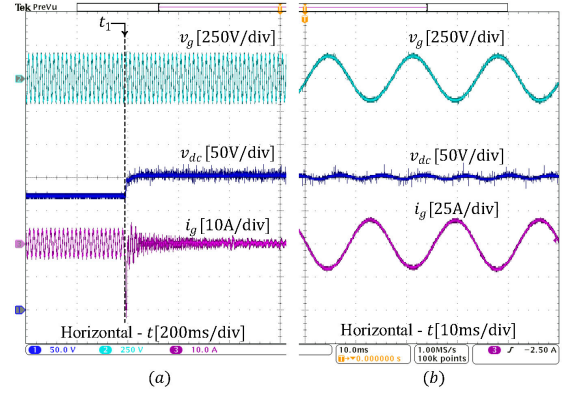 Tek PreVu
t1
vg [250V/div]
vdc [50V/div]
ig [10A/div]
Horizontal - t[200ms/div]
1 50.0 V 2 250 V 3 10.0 A
(a)
vg [250V/div]
vdc [50V/div]
ig [25A/div]
Horizontal - t[10ms/div]
10.0ms 1.00MS/s 3 -2.50 A
T→▼0.000000 s 100k points
(b)